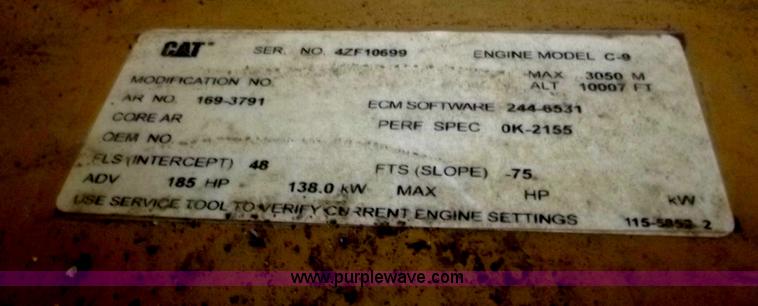 CAT SER. NO. 4ZF10699 ENGINE MODEL C-9
MODIFICATION NO. MAX 3050 M
ALT 10007 FT
AR NO. 169-3791 ECM SOFTWARE 244-6531
CORE AR PERF SPEC 0K-2155
OEM NO
FLS (INTERCEPT) 48 FTS (SLOPE) -75
ADV 185 HP 138.0 kW MAX HP kW
USE SERVICE TOOL TO VERIFY CURRENT ENGINE SETTINGS
www.purplewave.com